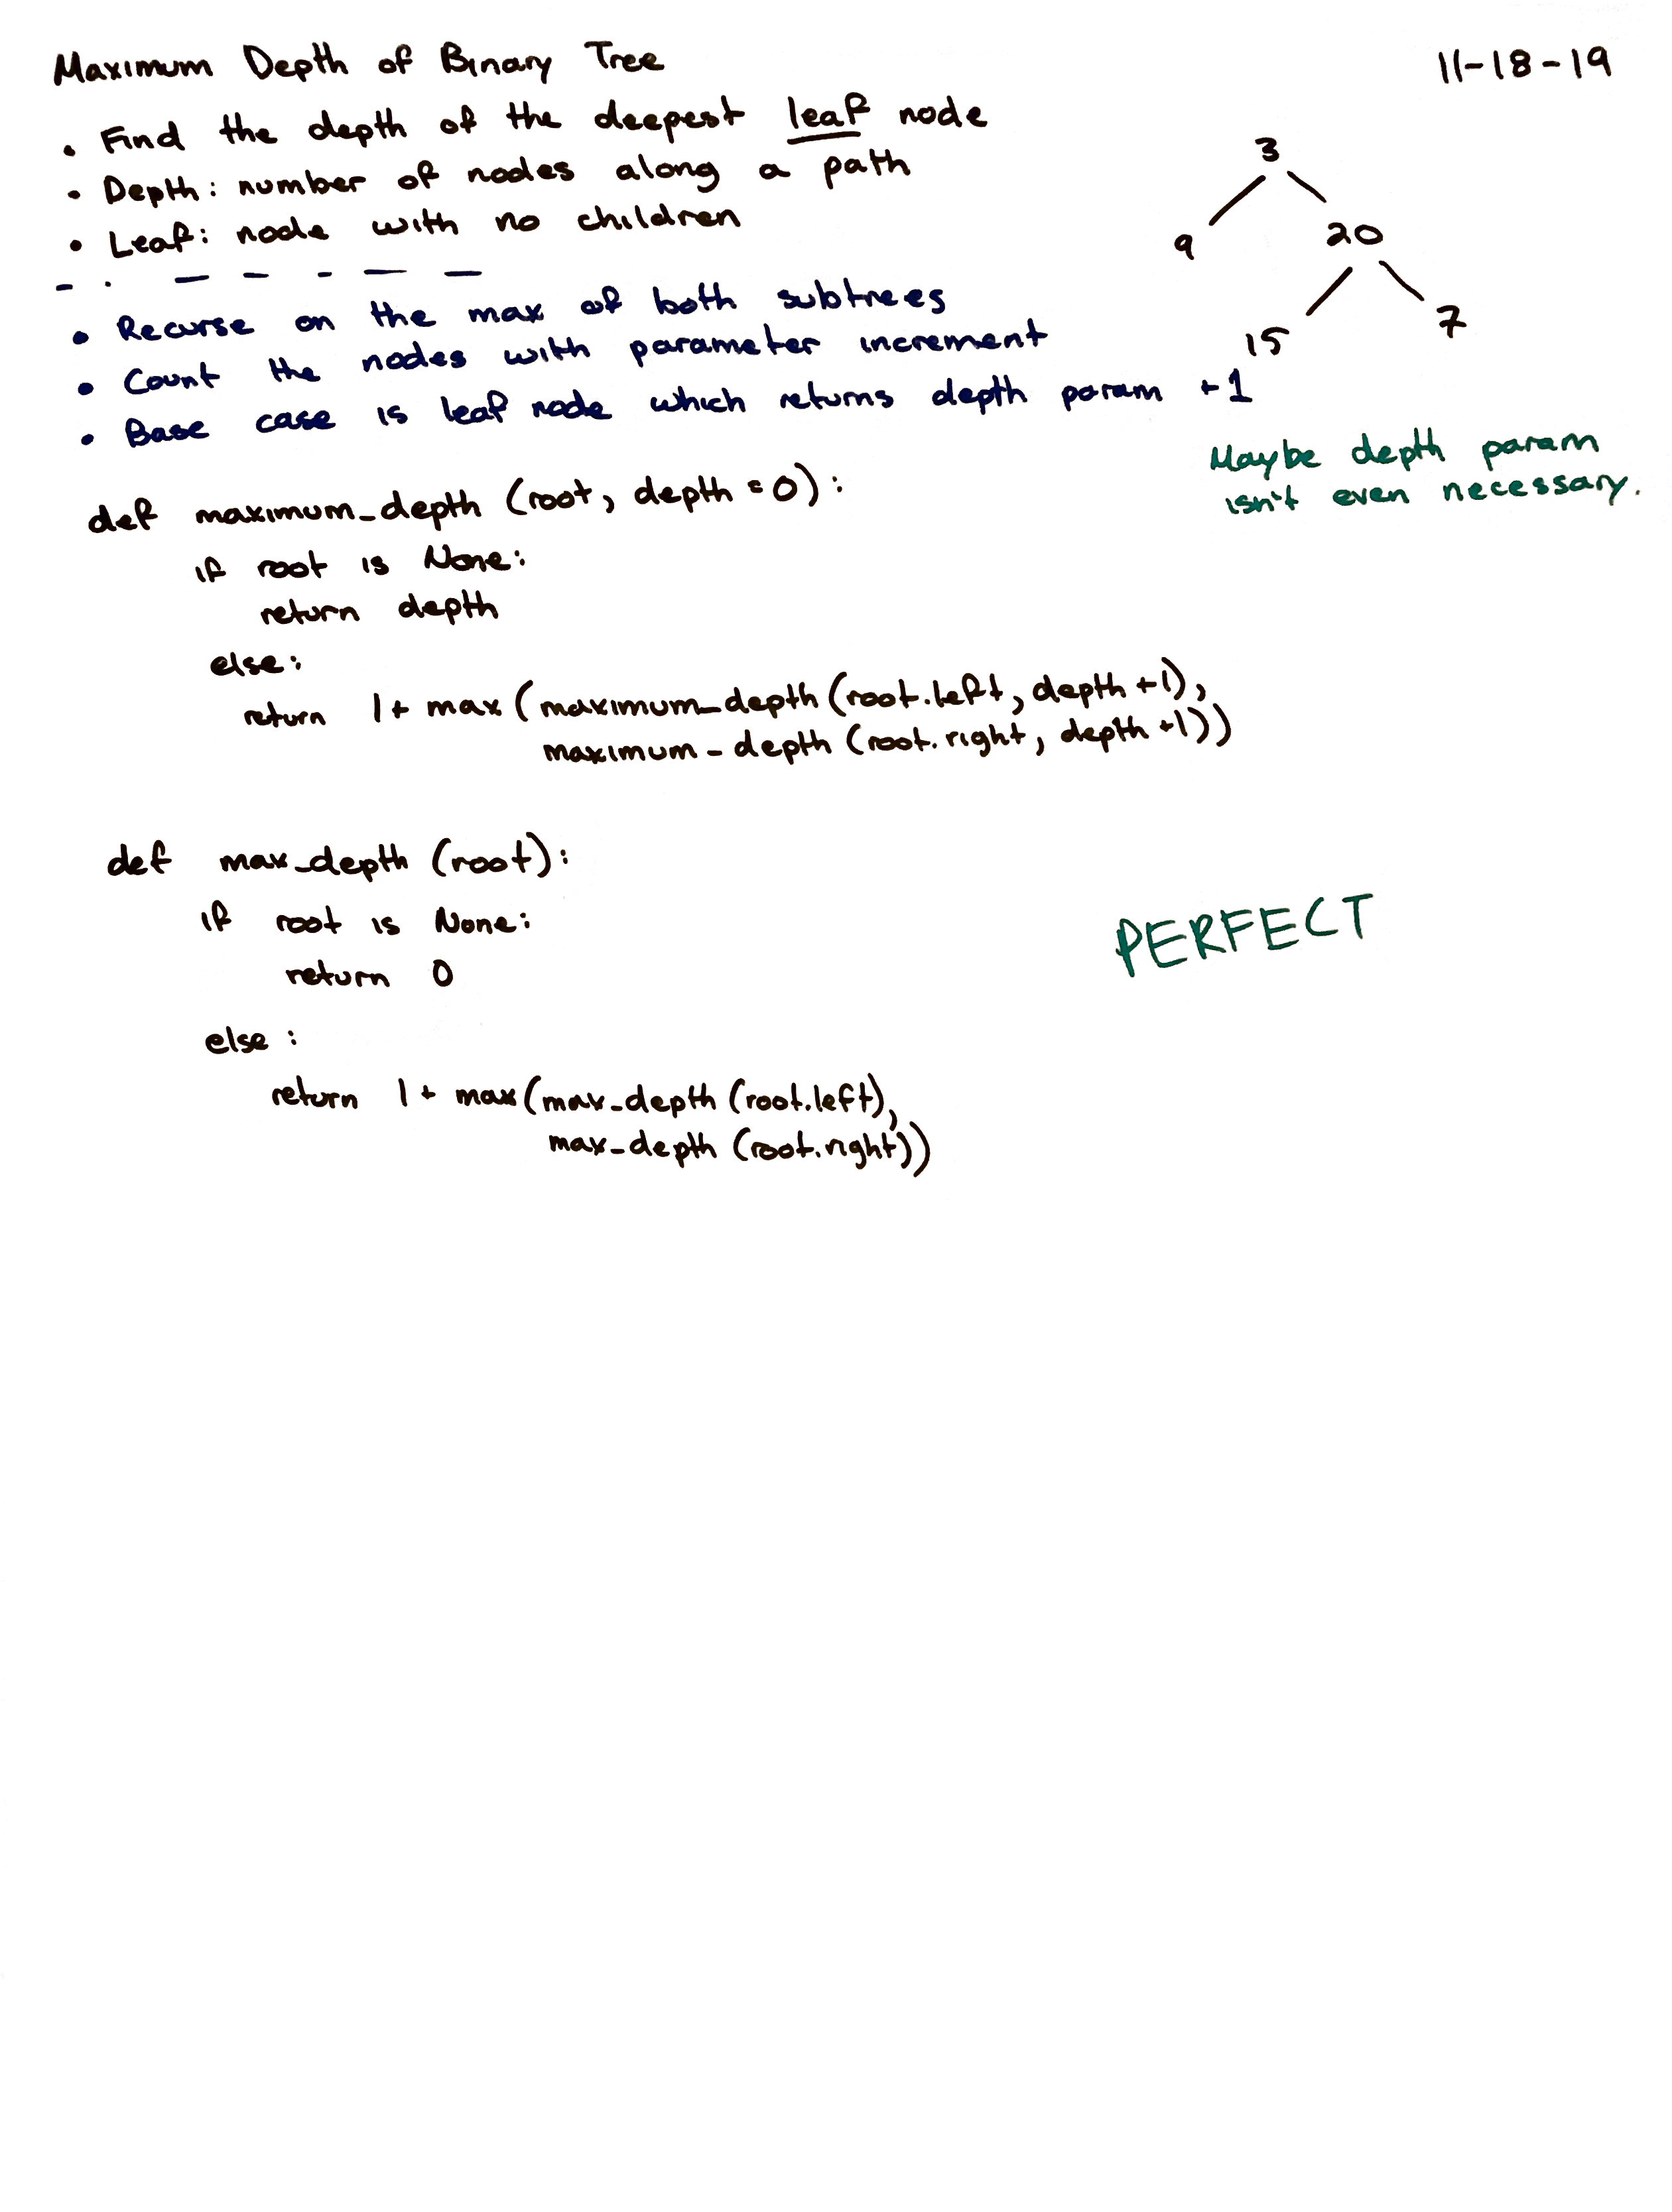 Maximum Depth of Binary Tree
11-18-19
• Find the depth of the deepest leaf node
• Depth: number of nodes along a path
• Leaf: node with no children
3
9 20
15 7
• Recurse on the max of both subtrees
• Count the nodes with parameter increment
• Base case is leaf node which returns depth param +1
Maybe depth param
isn't even necessary.
def maximum_depth (root, depth = 0):
if root is None:
return depth
else:
return 1 + max (maximum_depth (root.left, depth +1),
maximum_depth (root.right, depth +1))
def max_depth (root):
if root is None:
return 0
else:
return 1 + max(max_depth (root.left),
max_depth (root.right))
PERFECT